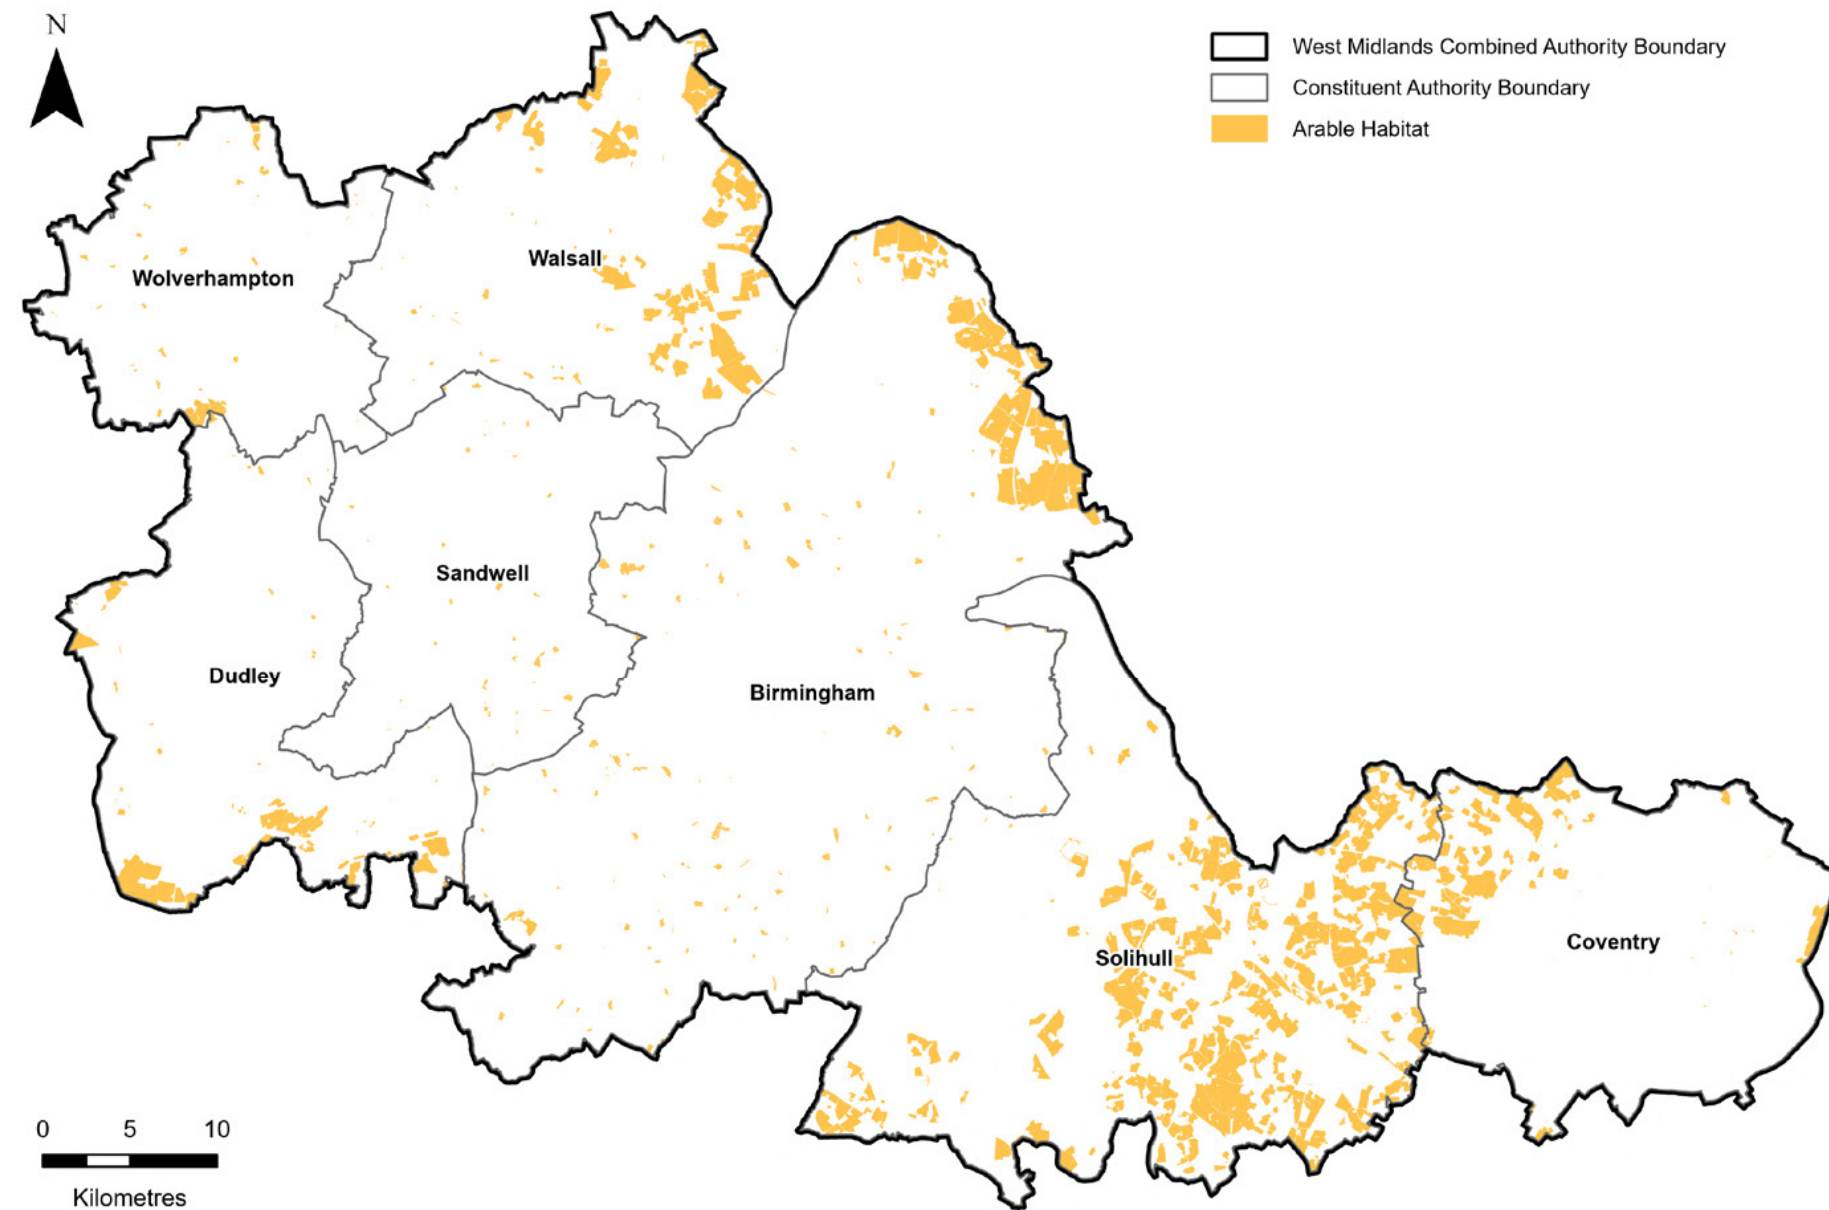 N
West Midlands Combined Authority Boundary
Constituent Authority Boundary
Arable Habitat
Wolverhampton
Walsall
Sandwell
Dudley
Birmingham
Solihull
Coventry
0 5 10
Kilometres